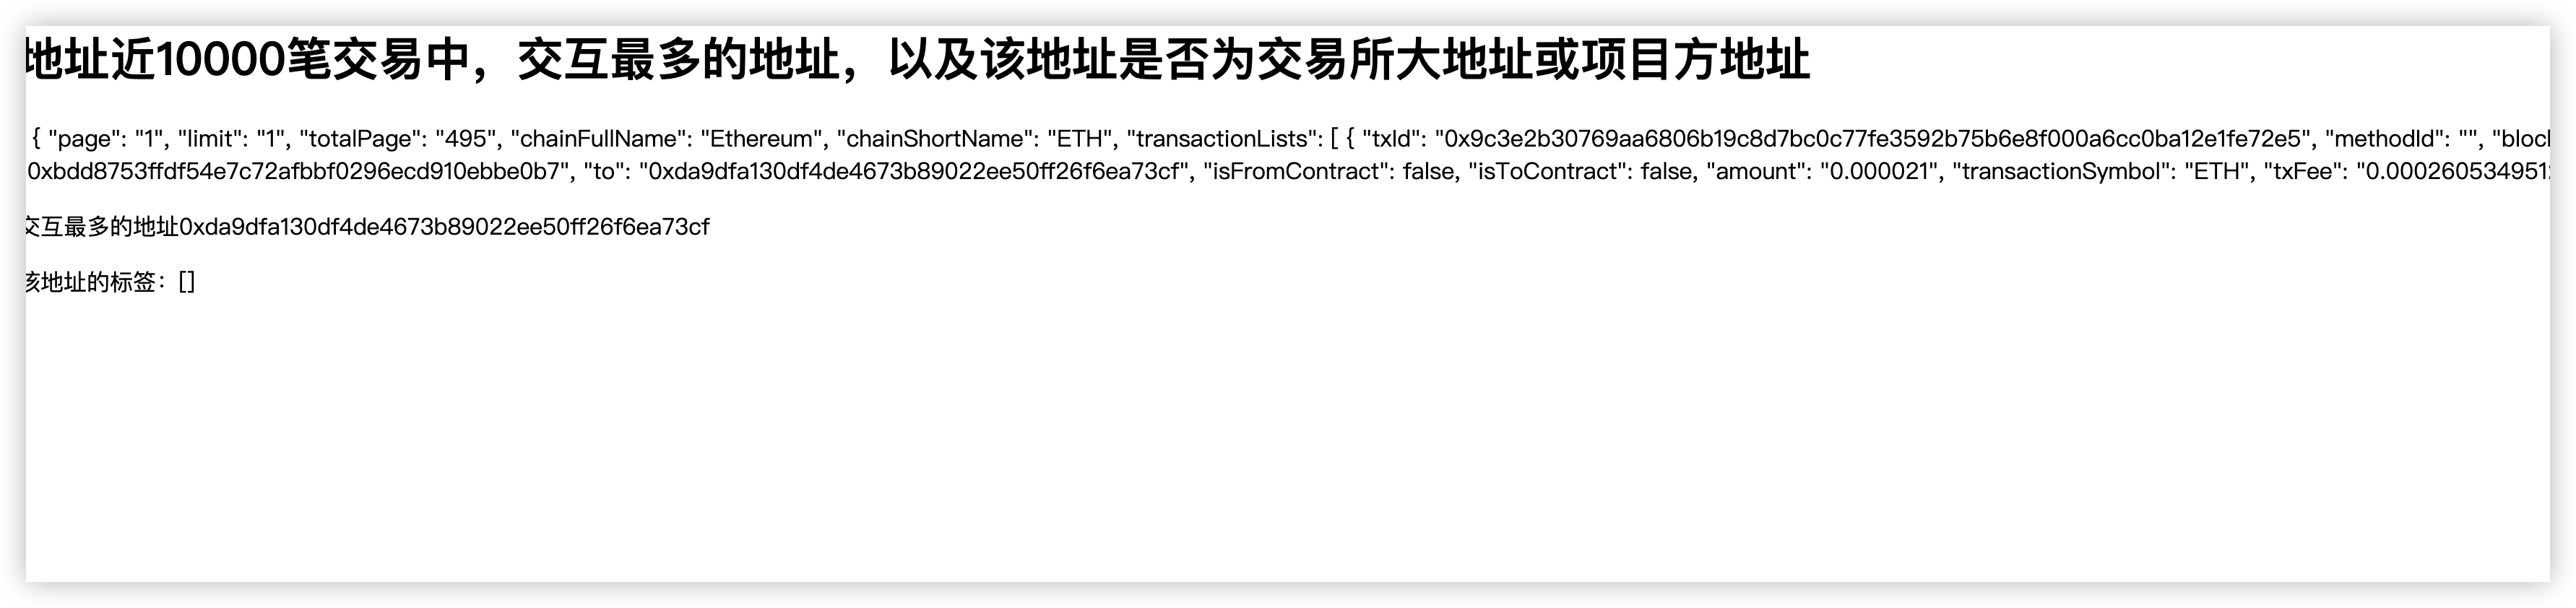 地址近10000笔交易中，交互最多的地址，以及该地址是否为交易所大地址或项目方地址
{ "page": "1", "limit": "1", "totalPage": "495", "chainFullName": "Ethereum", "chainShortName": "ETH", "transactionLists": [ { "txId": "0x9c3e2b30769aa6806b19c8d7bc0c77fe3592b75b6e8f000a6cc0ba12e1fe72e5", "methodId": "", "bloc
0xbdd8753ffdf54e7c72afbbf0296ecd910ebbe0b7", "to": "0xda9dfa130df4de4673b89022ee50ff26f6ea73cf", "isFromContract": false, "isToContract": false, "amount": "0.000021", "transactionSymbol": "ETH", "txFee": "0.000260534951
交互最多的地址0xda9dfa130df4de4673b89022ee50ff26f6ea73cf
该地址的标签：[]